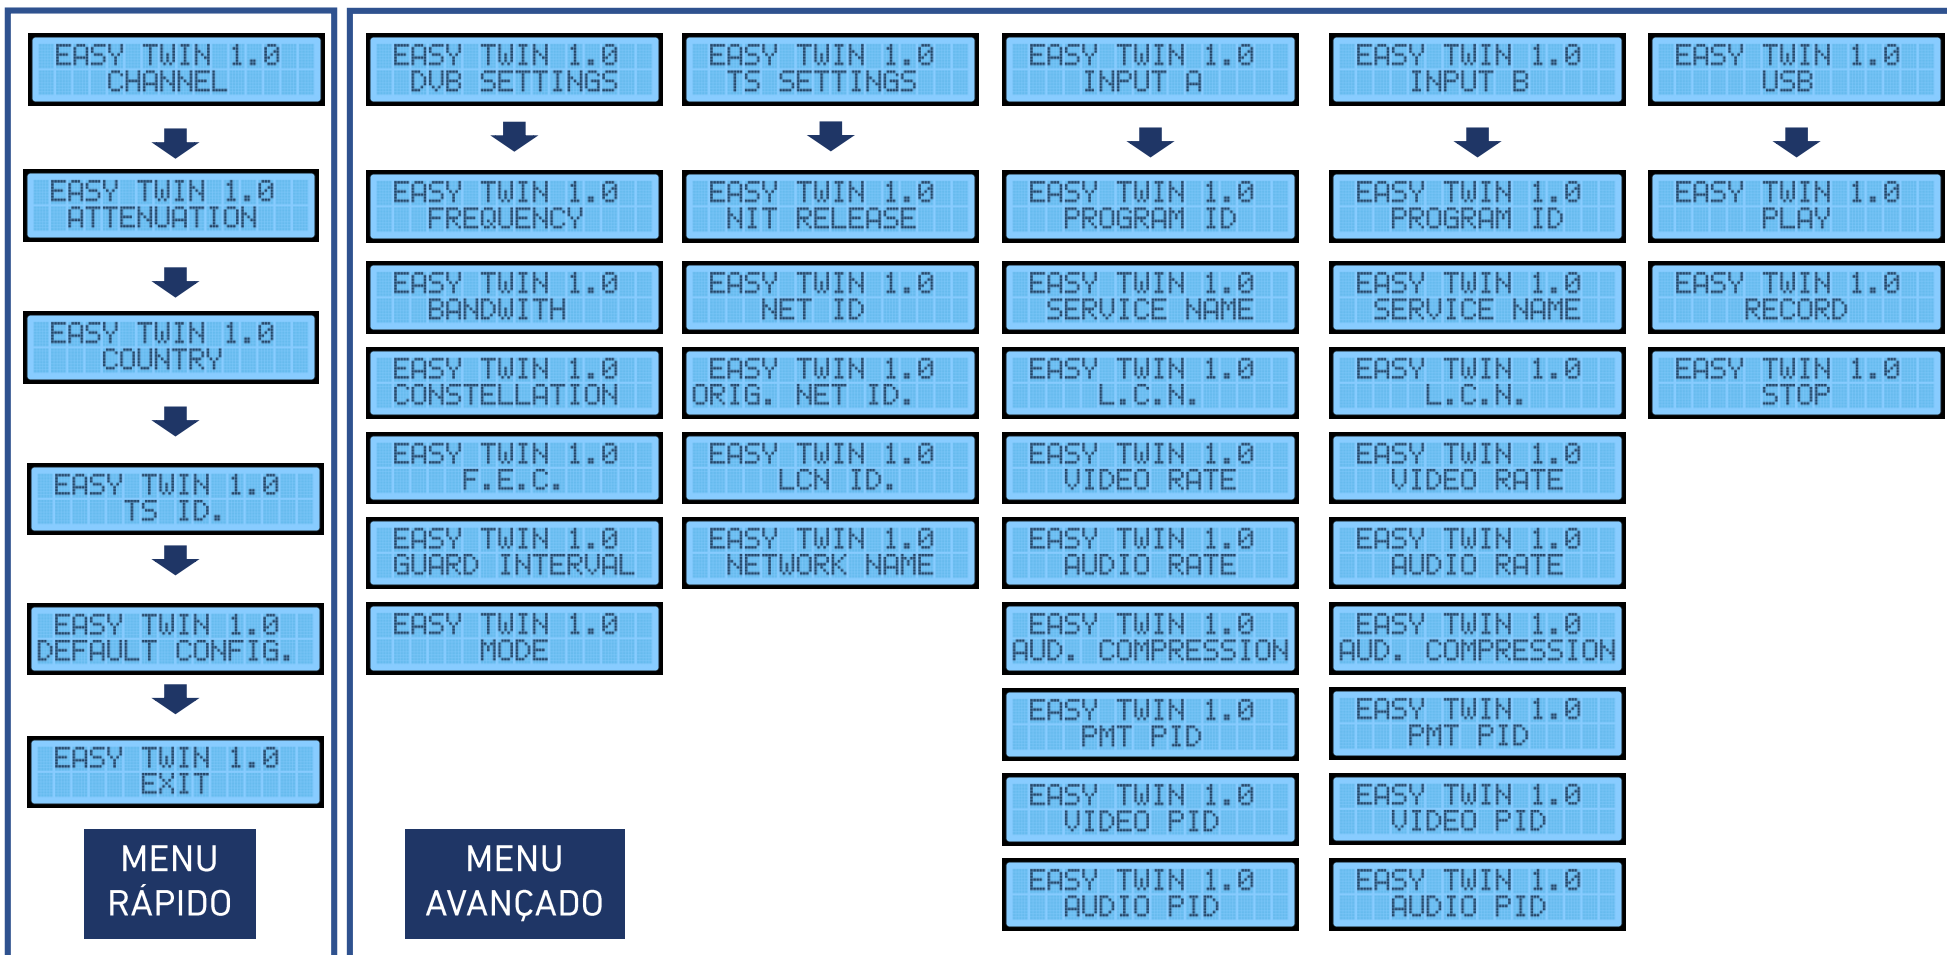 EASY TWIN 1.0
CHANNEL
EASY TWIN 1.0
ATTENUATION
EASY TWIN 1.0
COUNTRY
EASY TWIN 1.0
TS ID.
EASY TWIN 1.0
DEFAULT CONFIG.
EASY TWIN 1.0
EXIT
MENU
RÁPIDO
EASY TWIN 1.0
DVB SETTINGS
EASY TWIN 1.0
FREQUENCY
EASY TWIN 1.0
BANDWITH
EASY TWIN 1.0
CONSTELLATION
EASY TWIN 1.0
F.E.C.
EASY TWIN 1.0
GUARD INTERVAL
EASY TWIN 1.0
MODE
MENU
AVANÇADO
EASY TWIN 1.0
TS SETTINGS
EASY TWIN 1.0
NIT RELEASE
EASY TWIN 1.0
NET ID
EASY TWIN 1.0
ORIG. NET ID.
EASY TWIN 1.0
LCN ID.
EASY TWIN 1.0
NETWORK NAME
EASY TWIN 1.0
INPUT A
EASY TWIN 1.0
PROGRAM ID
EASY TWIN 1.0
SERVICE NAME
EASY TWIN 1.0
L.C.N.
EASY TWIN 1.0
VIDEO RATE
EASY TWIN 1.0
AUDIO RATE
EASY TWIN 1.0
AUD. COMPRESSION
EASY TWIN 1.0
PMT PID
EASY TWIN 1.0
VIDEO PID
EASY TWIN 1.0
AUDIO PID
EASY TWIN 1.0
INPUT B
EASY TWIN 1.0
PROGRAM ID
EASY TWIN 1.0
SERVICE NAME
EASY TWIN 1.0
L.C.N.
EASY TWIN 1.0
VIDEO RATE
EASY TWIN 1.0
AUDIO RATE
EASY TWIN 1.0
AUD. COMPRESSION
EASY TWIN 1.0
PMT PID
EASY TWIN 1.0
VIDEO PID
EASY TWIN 1.0
AUDIO PID
EASY TWIN 1.0
USB
EASY TWIN 1.0
PLAY
EASY TWIN 1.0
RECORD
EASY TWIN 1.0
STOP